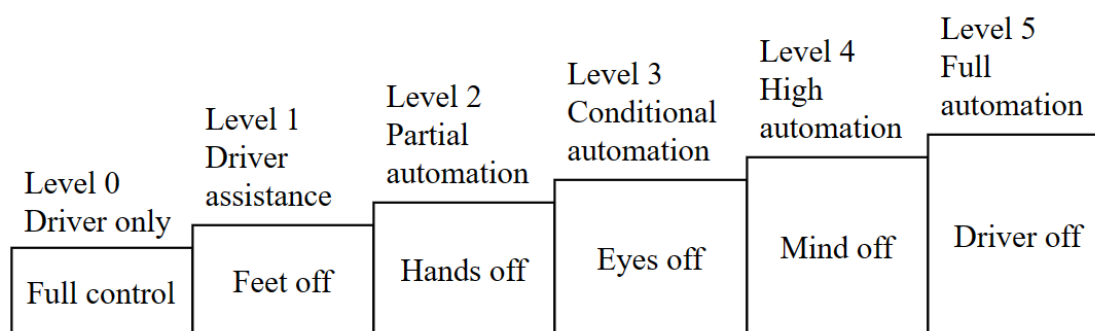 Level 0
Driver only
Full control
Level 1
Driver
assistance
Feet off
Level 2
Partial
automation
Hands off
Level 3
Conditional
automation
Eyes off
Level 4
High
automation
Mind off
Level 5
Full
automation
Driver off